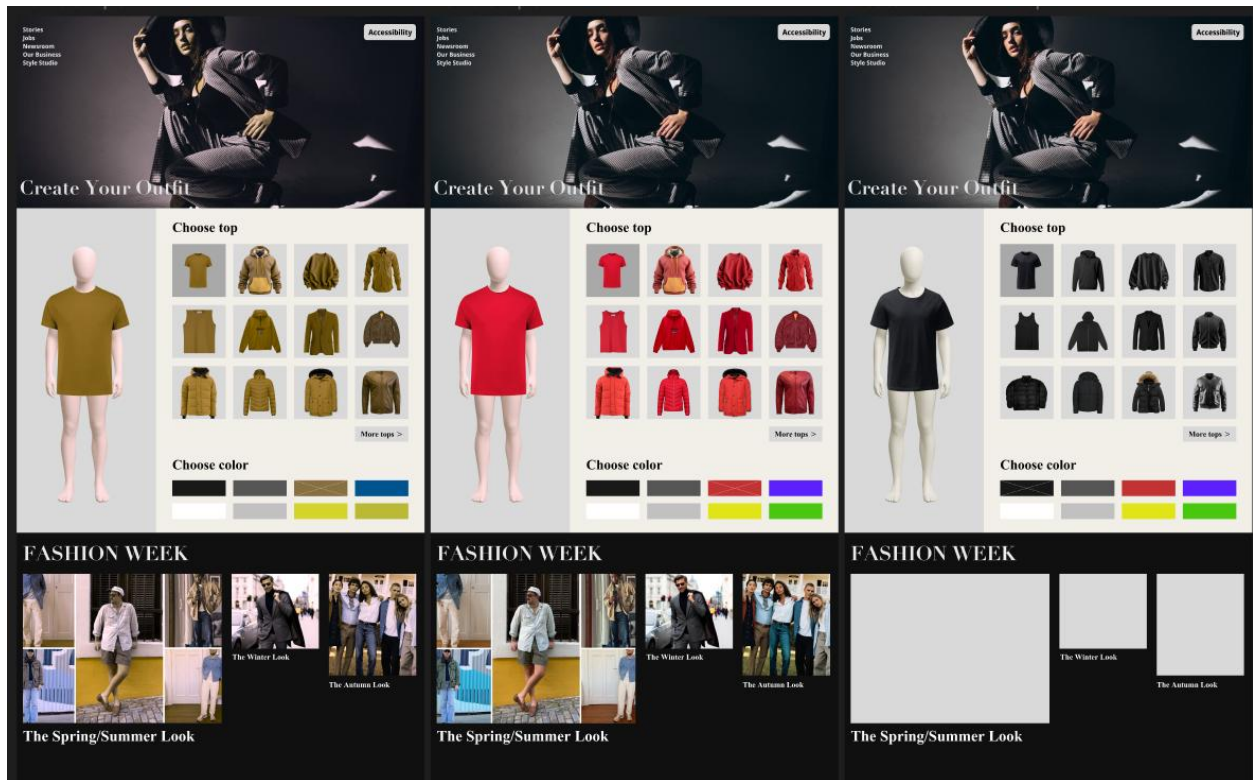 Stories
Jobs
Newsroom
Our Business
Style Studio
Accessibility
Create Your Outfit
Choose top
More tops >
Choose color
FASHION WEEK
The Winter Look
The Autumn Look
The Spring/Summer Look
Stories
Jobs
Newsroom
Our Business
Style Studio
Accessibility
Create Your Outfit
Choose top
More tops >
Choose color
FASHION WEEK
The Winter Look
The Autumn Look
The Spring/Summer Look
Stories
Jobs
Newsroom
Our Business
Style Studio
Accessibility
Create Your Outfit
Choose top
More tops >
Choose color
FASHION WEEK
The Winter Look
The Autumn Look
The Spring/Summer Look